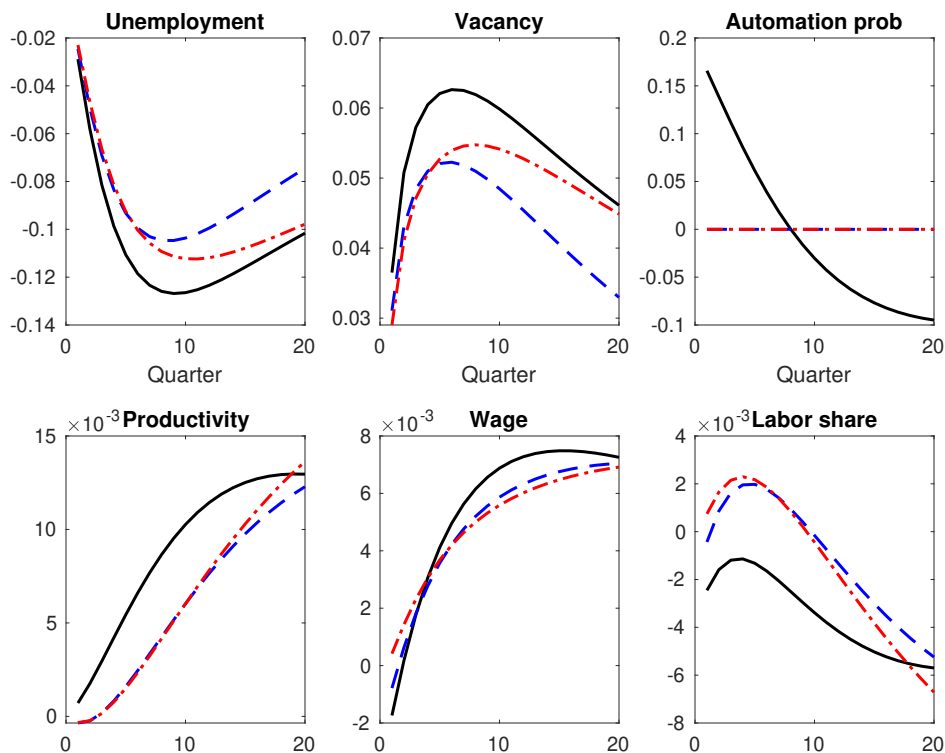 Unemployment
-0.02
-0.04
-0.06
-0.08
-0.1
-0.12
-0.14
0 10 20
Quarter
Vacancy
0.07
0.06
0.05
0.04
0.03
0 10 20
Quarter
Automation prob
0.2
0.15
0.1
0.05
0
-0.05
-0.1
0 10 20
Quarter
×10⁻³ Productivity
15
10
5
0
0 10 20
×10⁻³ Wage
8
6
4
2
0
-2
0 10 20
×10⁻³ Labor share
4
2
0
-2
-4
-6
-8
0 10 20